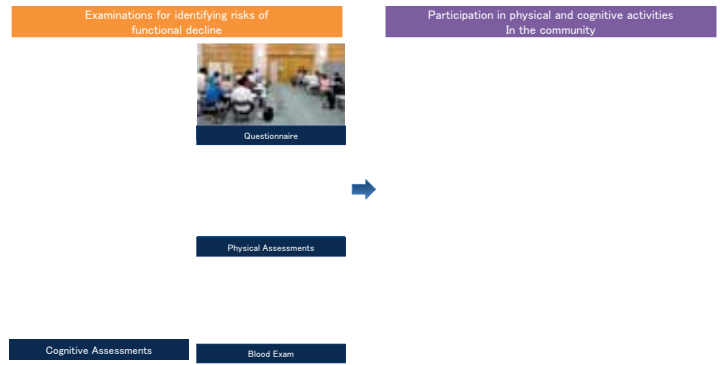 Examinations for identifying risks of
functional decline
Participation in physical and cognitive activities
In the community
Questionnaire
Physical Assessments
Cognitive Assessments
Blood Exam